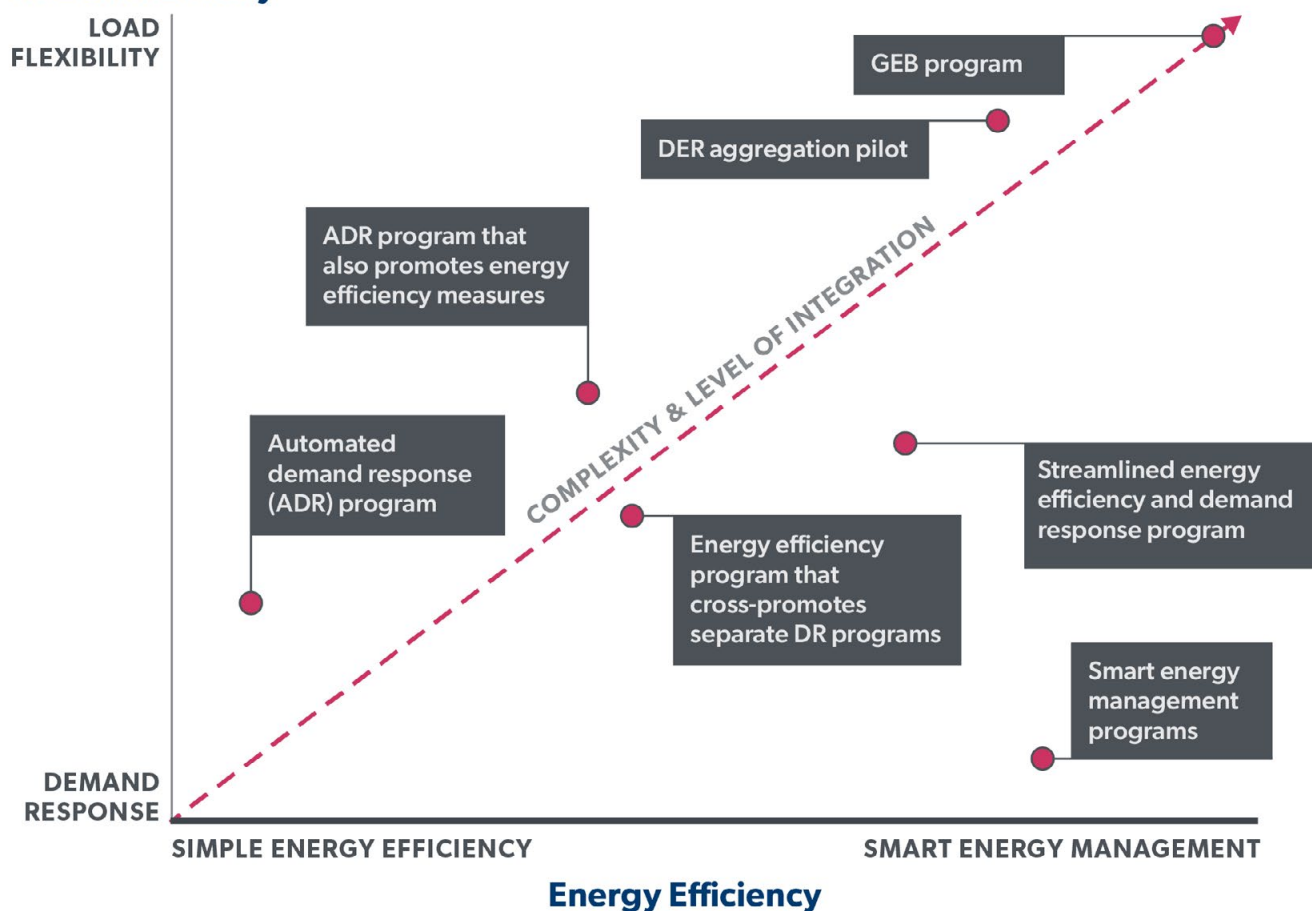 LOAD
FLEXIBILITY
GEB program
DER aggregation pilot
ADR program that
also promotes energy
efficiency measures
COMPLEXITY & LEVEL OF INTEGRATION
Automated
demand response
(ADR) program
Streamlined energy
efficiency and demand
response program
Energy efficiency
program that
cross-promotes
separate DR programs
Smart energy
management
programs
DEMAND
RESPONSE
SIMPLE ENERGY EFFICIENCY
SMART ENERGY MANAGEMENT
Energy Efficiency